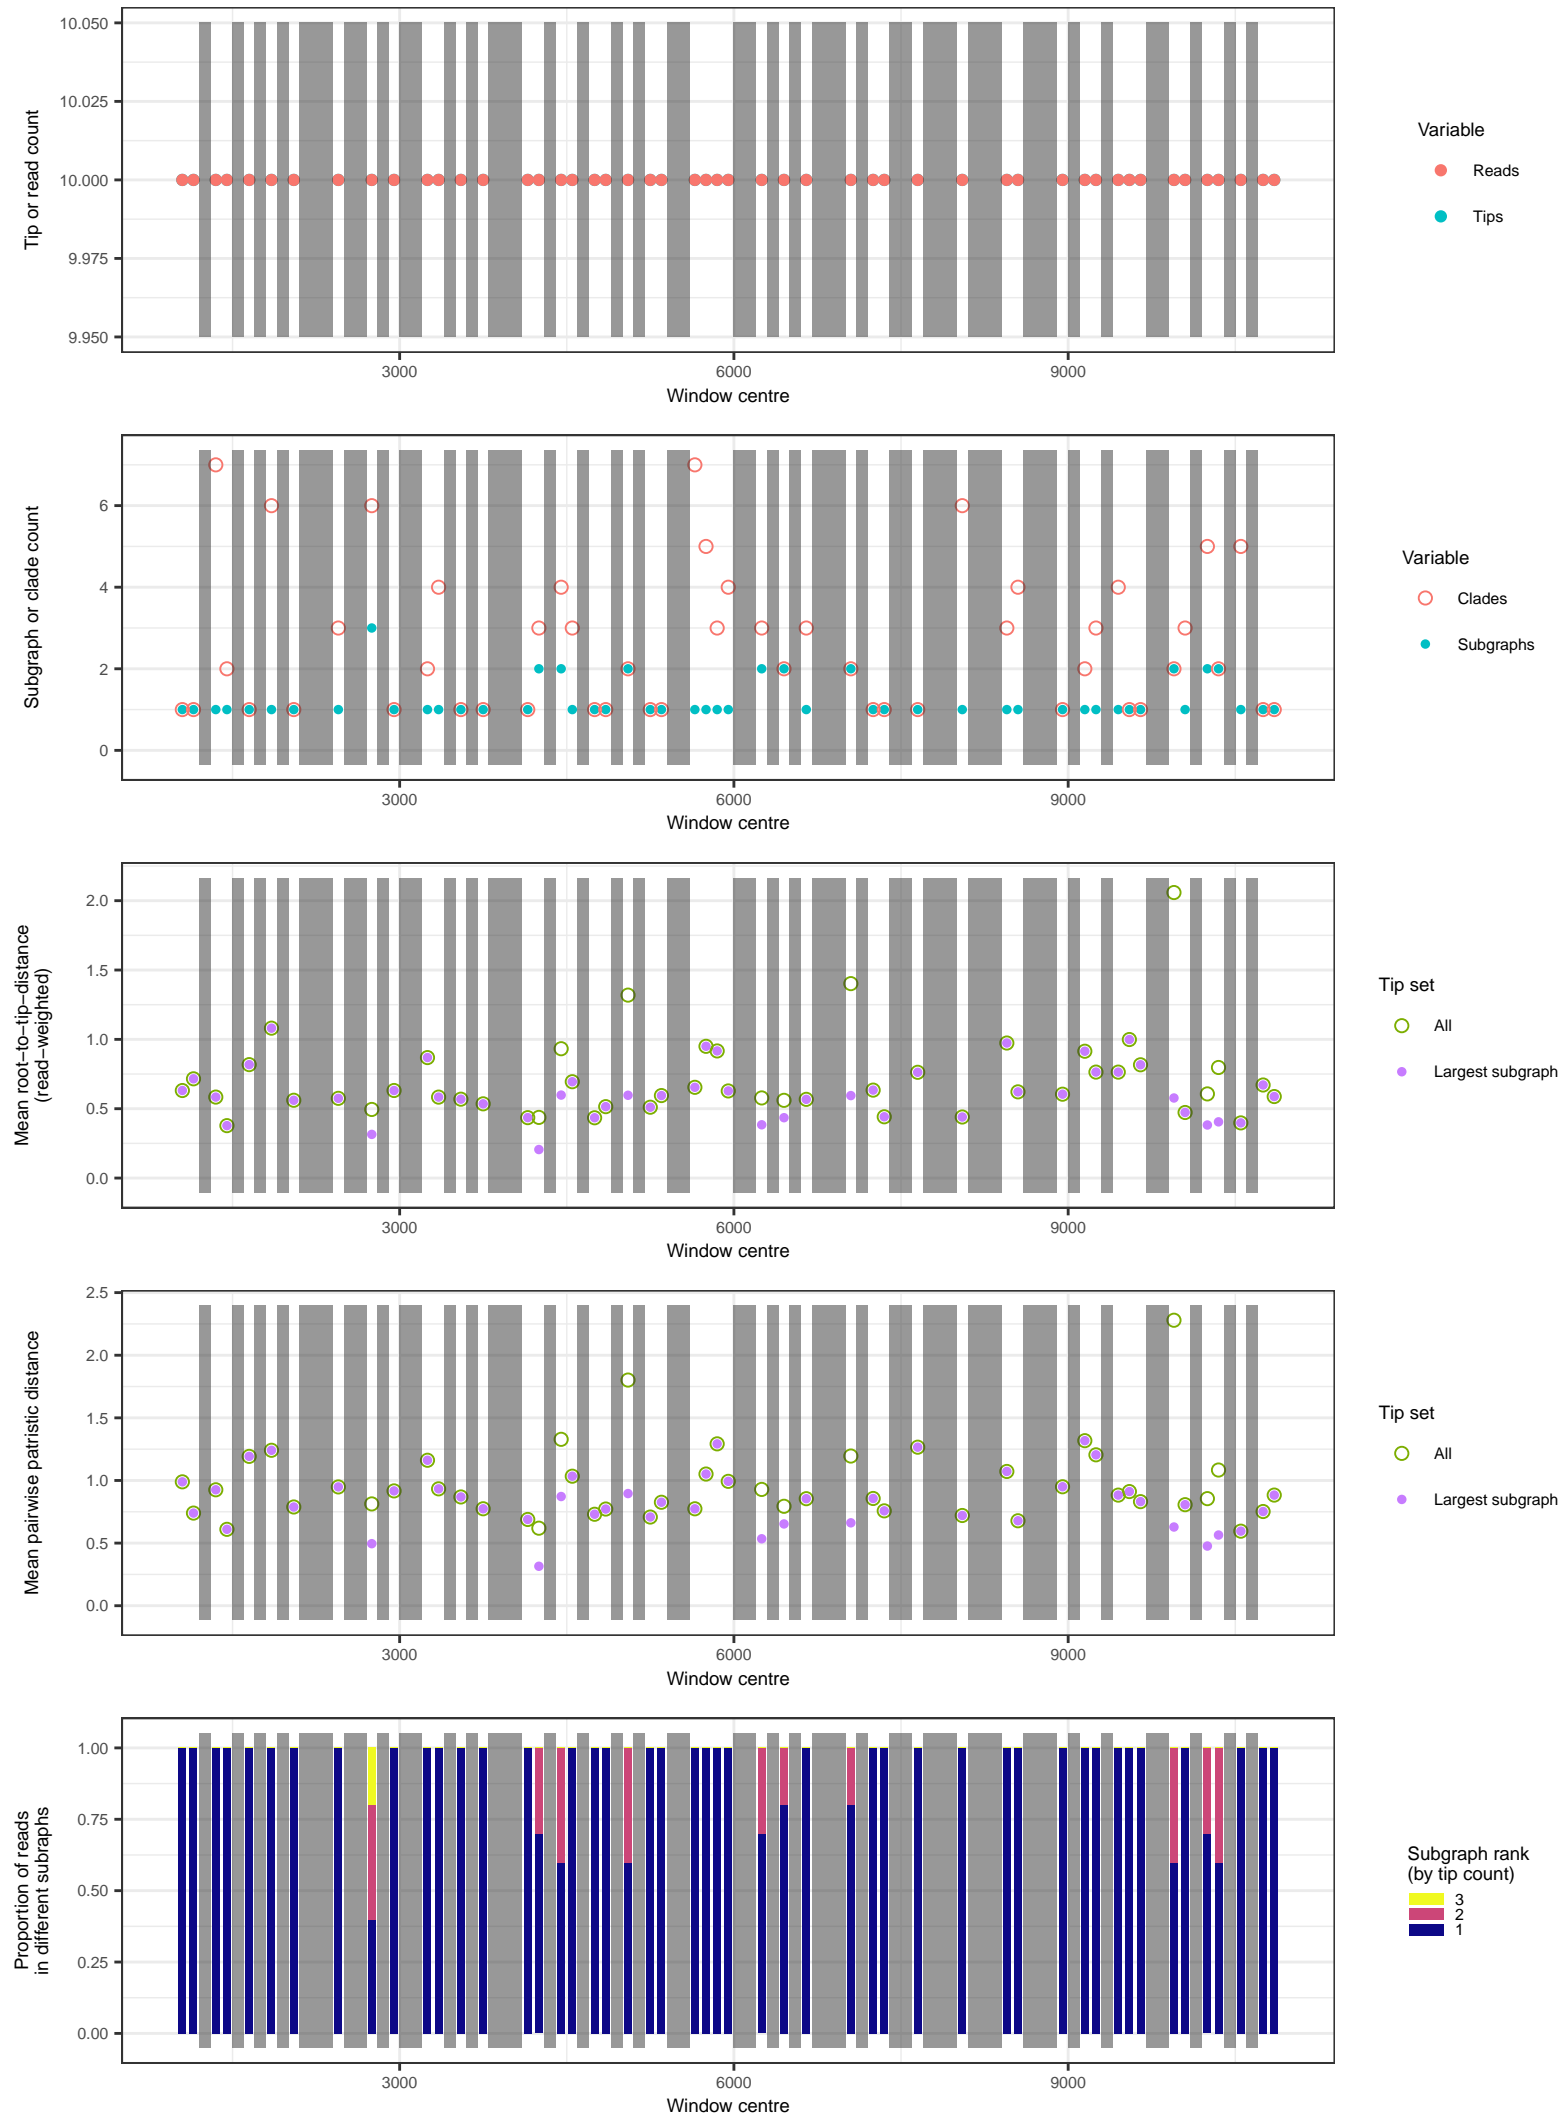 10.050
10.025
10.000
9.975
9.950
Tip or read count
3000
6000
9000
Window centre
Variable
Reads
Tips
6
4
2
0
Subgraph or clade count
3000
6000
9000
Window centre
Variable
Clades
Subgraphs
2.0
1.5
1.0
0.5
0.0
Mean root−to−tip−distance
(read−weighted)
3000
6000
9000
Window centre
Tip set
All
Largest subgraph
2.5
2.0
1.5
1.0
0.5
0.0
Mean pairwise patristic distance
3000
6000
9000
Window centre
Tip set
All
Largest subgraph
1.00
0.75
0.50
0.25
0.00
Proportion of reads
in different subraphs
3000
6000
9000
Window centre
Subgraph rank
(by tip count)
3
2
1